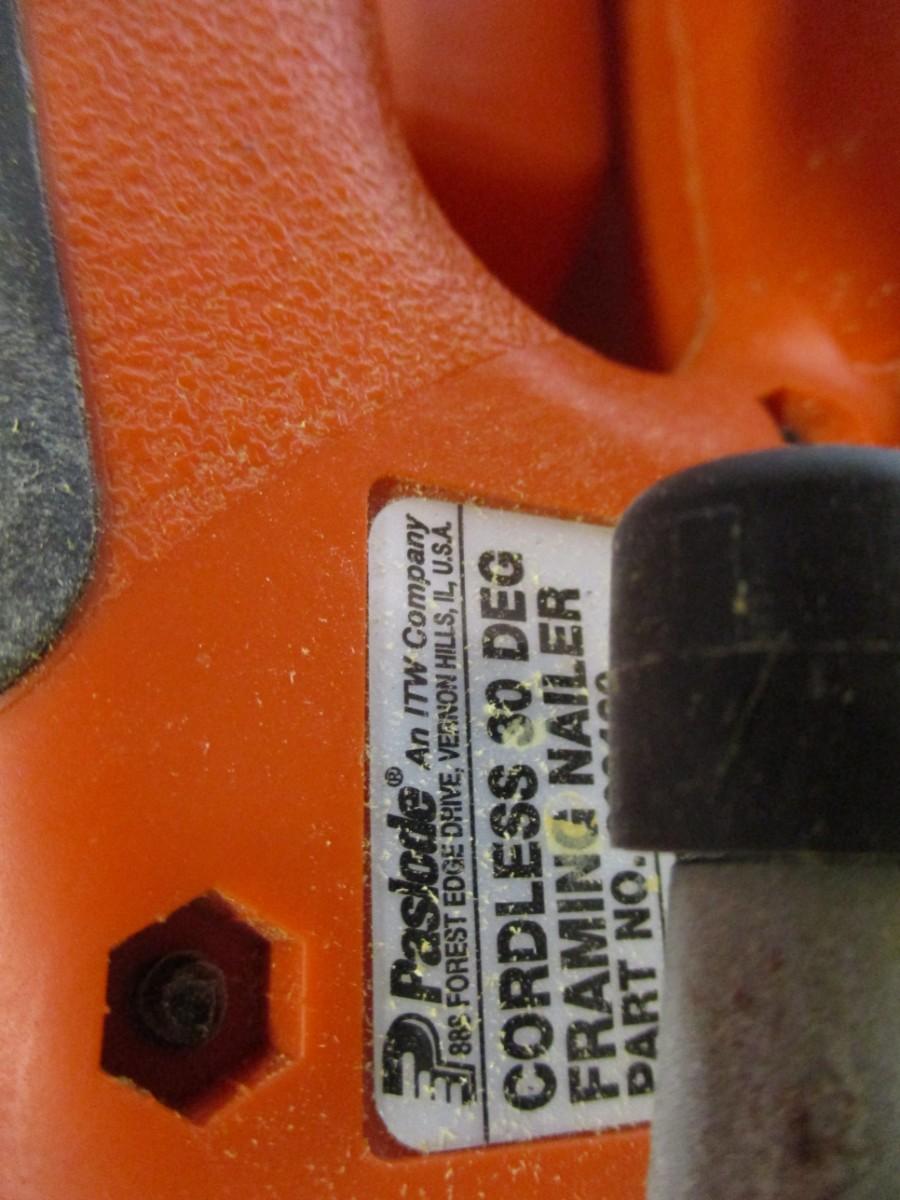 Paslode® An ITW Company
888 FOREST EDGE DRIVE, VERNON HILLS, IL, U.S.A.
CORDLESS 30 DEG
FRAMING NAILER
PART NO.